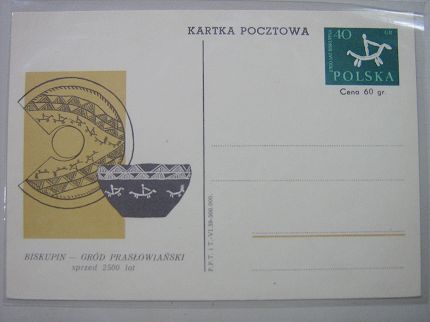 KARTKA POCZTOWA
40 GR
POLSKA
Cena 60 gr.
BISKUPIN — GRÓD PRASŁOWIAŃSKI
sprzed 2500 lat